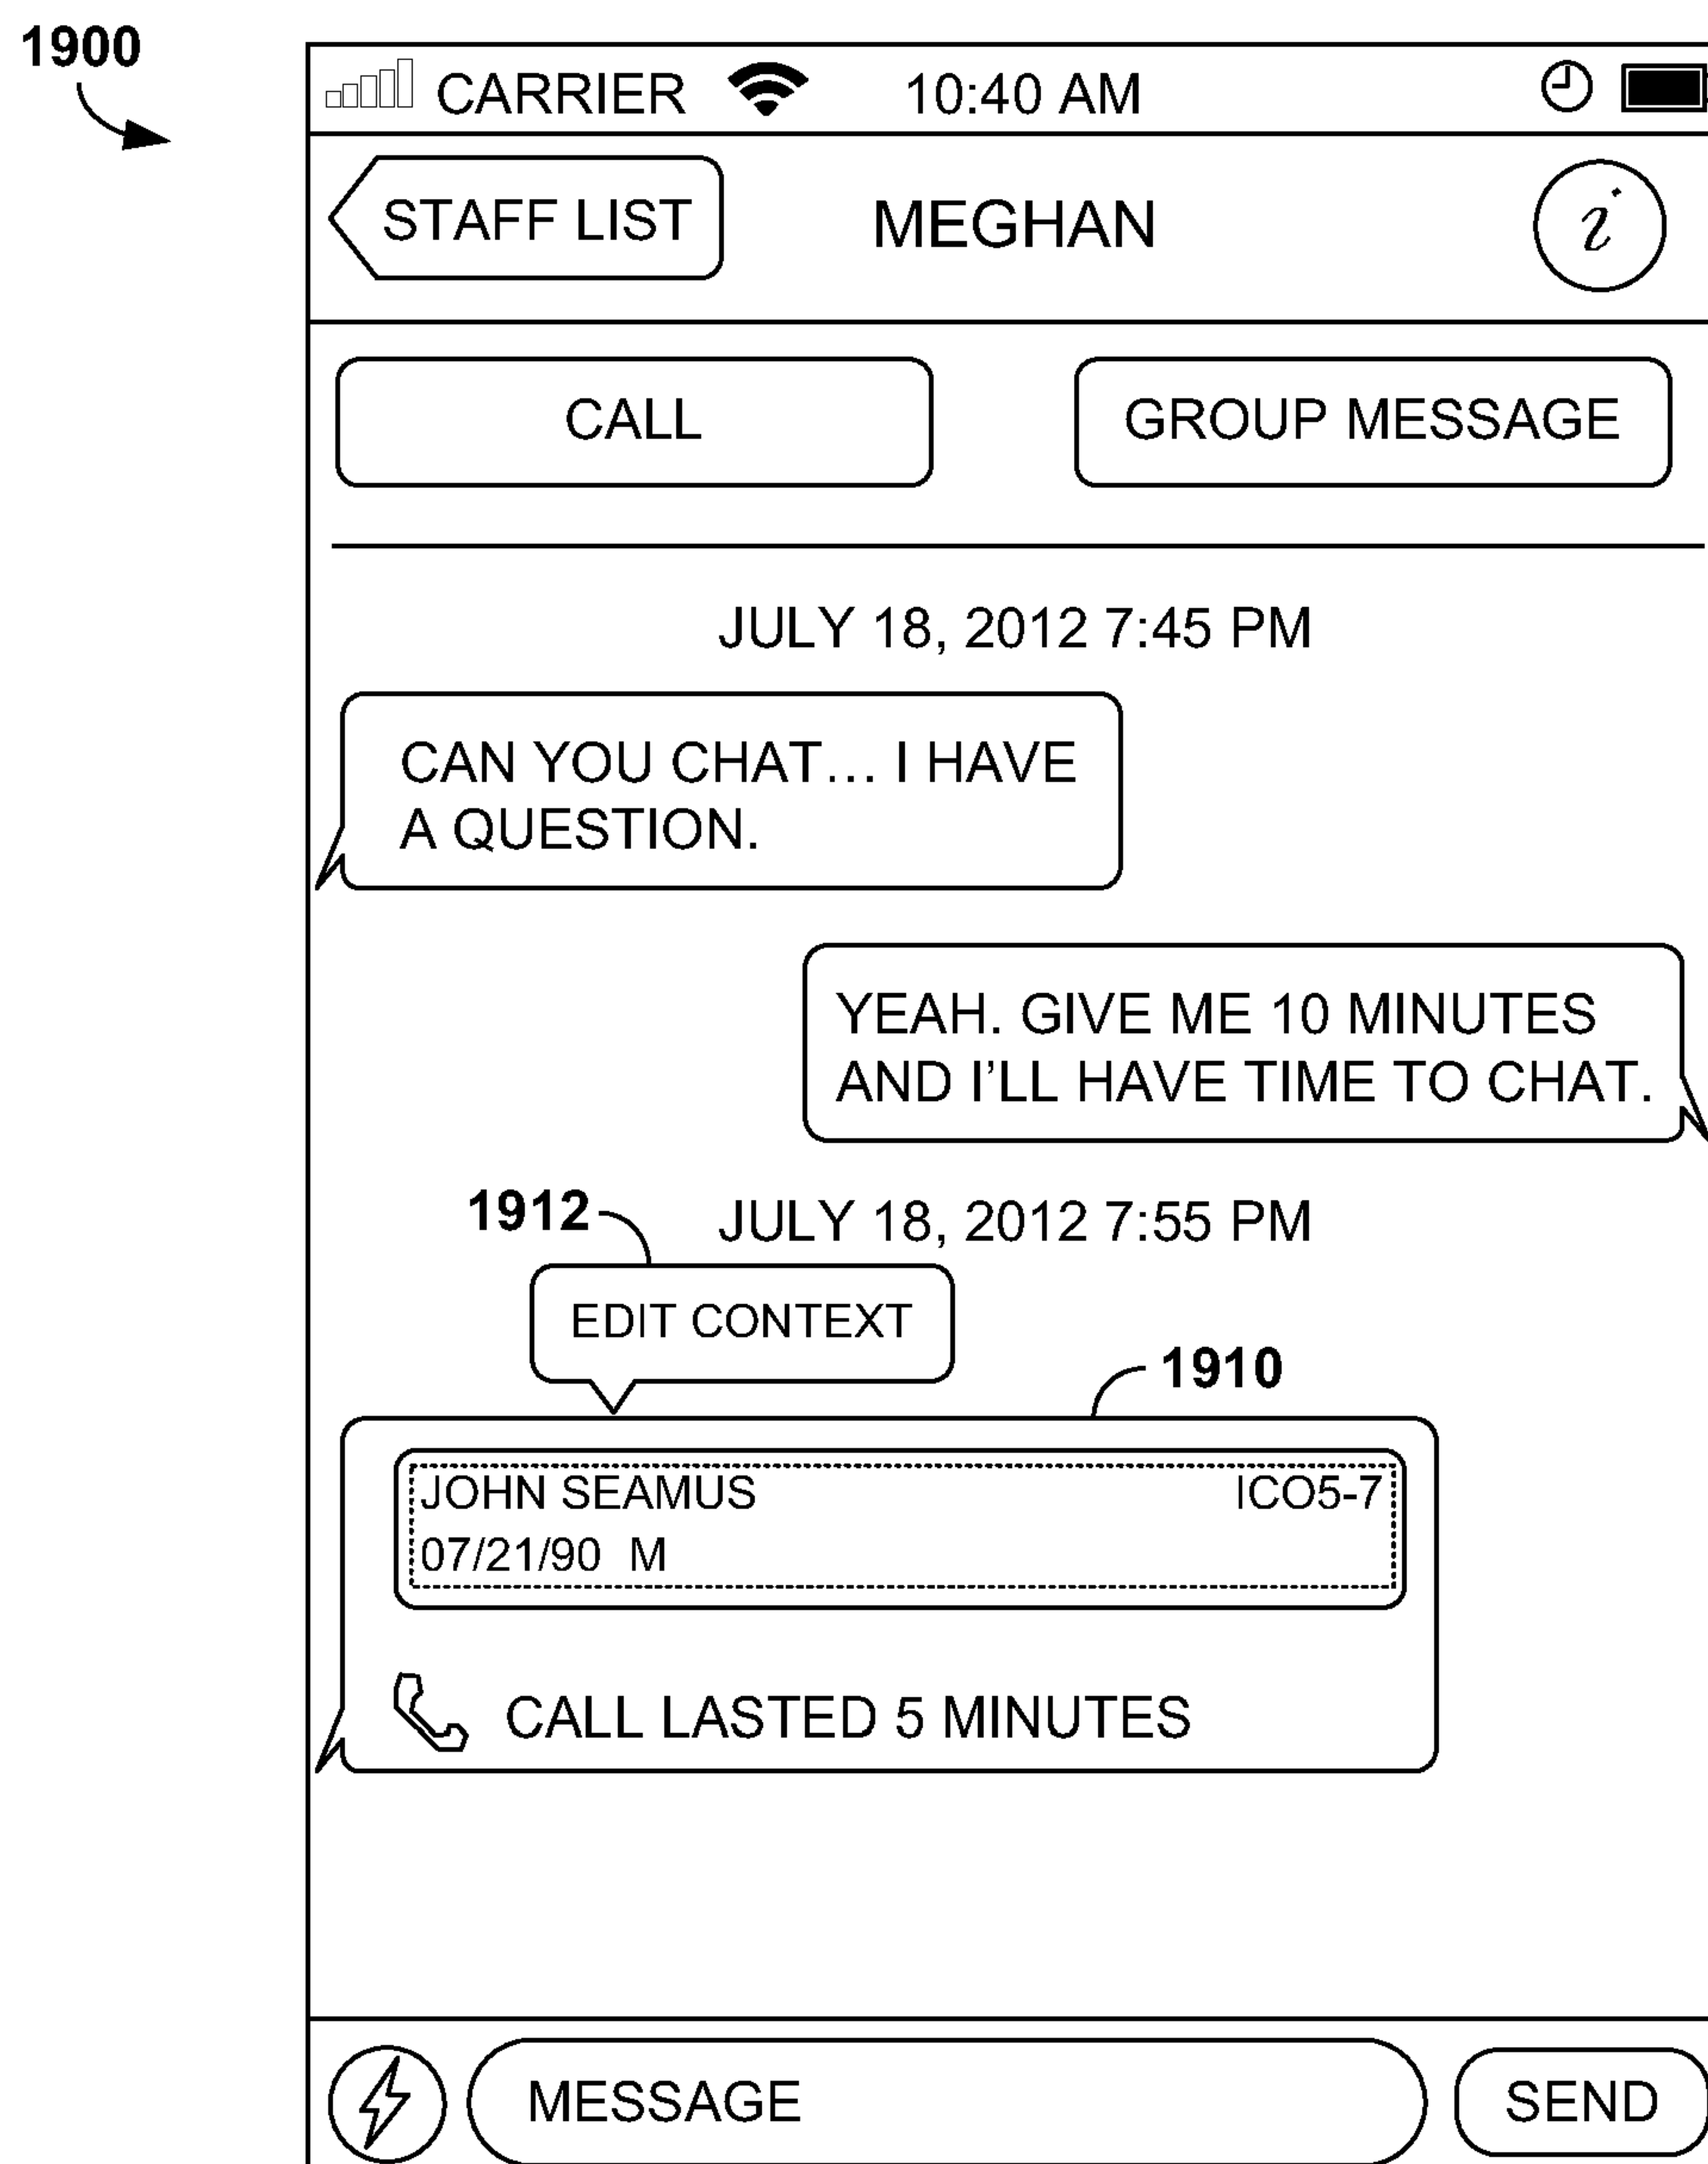 1900
CARRIER 10:40 AM
STAFF LIST MEGHAN i
CALL GROUP MESSAGE
JULY 18, 2012 7:45 PM
CAN YOU CHAT... I HAVE
A QUESTION.
YEAH. GIVE ME 10 MINUTES
AND I'LL HAVE TIME TO CHAT.
1912 JULY 18, 2012 7:55 PM
EDIT CONTEXT
1910
JOHN SEAMUS ICO5-7
07/21/90 M
CALL LASTED 5 MINUTES
MESSAGE SEND